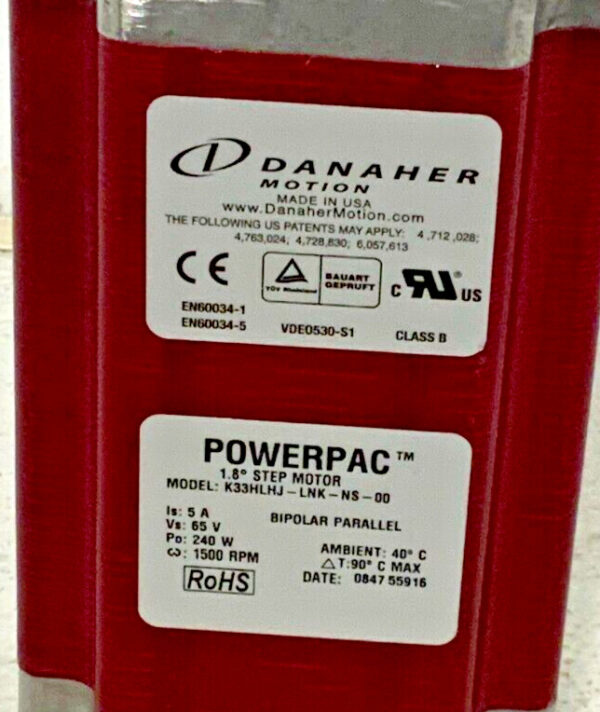 DANAHER
MOTION
MADE IN USA
www.DanaherMotion.com
THE FOLLOWING US PATENTS MAY APPLY: 4,712,028;
4,763,024; 4,728,830; 6,057,613
CE
TÜV Rheinland
BAUART
GEPRUFT
C RU US
EN60034-1
EN60034-5
VDE0530-S1
CLASS B
POWERPAC™
1.8° STEP MOTOR
MODEL: K33HLHJ-LNK-NS-00
Is: 5 A
Vs: 65 V
Po: 240 W
ω: 1500 RPM
BIPOLAR PARALLEL
AMBIENT: 40° C
△T:90° C MAX
DATE: 0847 55916
RoHS